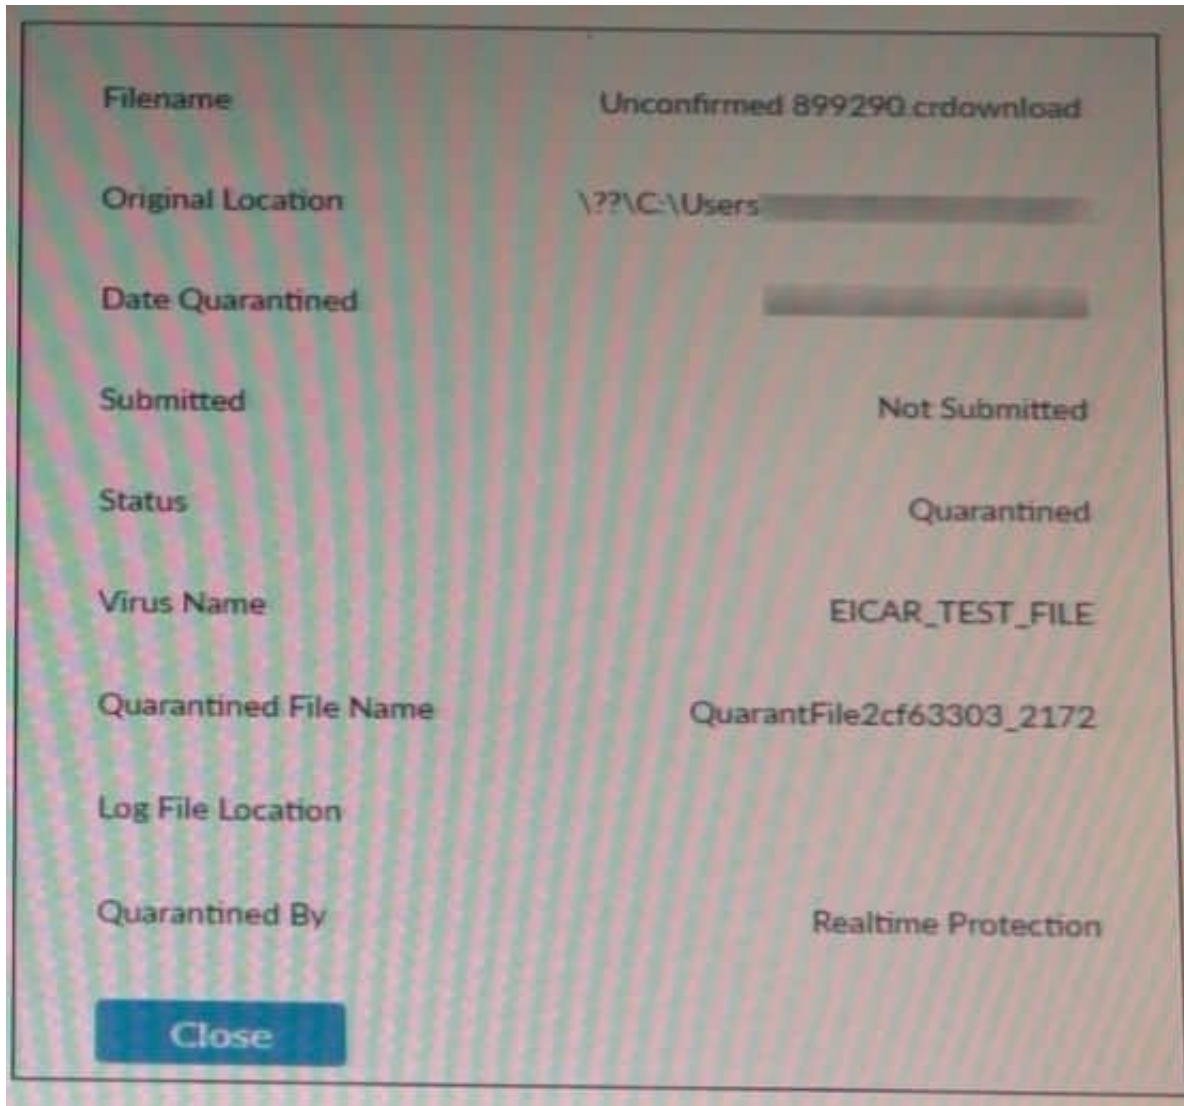 Filename Unconfirmed 899290.crdownload
Original Location \??\C:\Users
Date Quarantined
Submitted Not Submitted
Status Quarantined
Virus Name EICAR_TEST_FILE
Quarantined File Name QuarantFile2cf63303_2172
Log File Location
Quarantined By Realtime Protection
Close